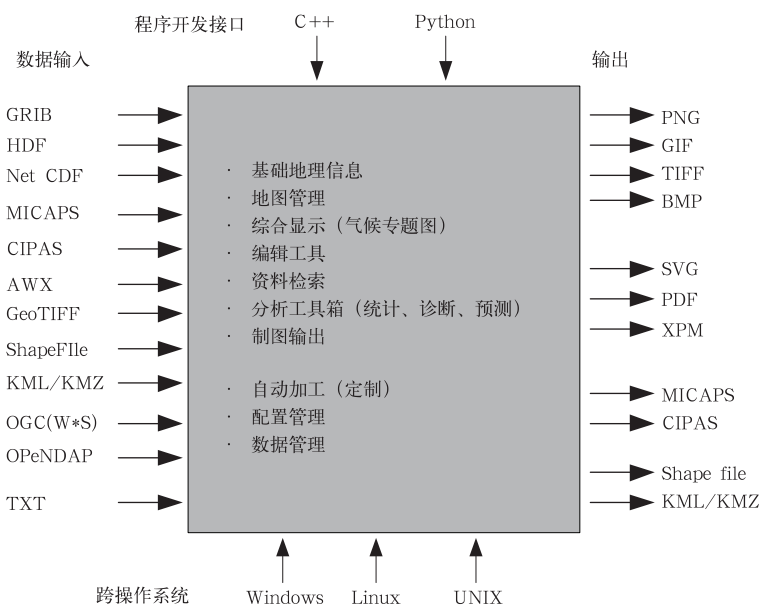 程序开发接口 C++ Python
数据输入
GRIB
HDF
Net CDF
MICAPS
CIPAS
AWX
GeoTIFF
ShapeFIle
KML/KMZ
OGC(W*S)
OPeNDAP
TXT
· 基础地理信息
· 地图管理
· 综合显示（气候专题图）
· 编辑工具
· 资料检索
· 分析工具箱（统计、诊断、预测）
· 制图输出
· 自动加工（定制）
· 配置管理
· 数据管理
输出
PNG
GIF
TIFF
BMP
SVG
PDF
XPM
MICAPS
CIPAS
Shape file
KML/KMZ
跨操作系统 Windows Linux UNIX